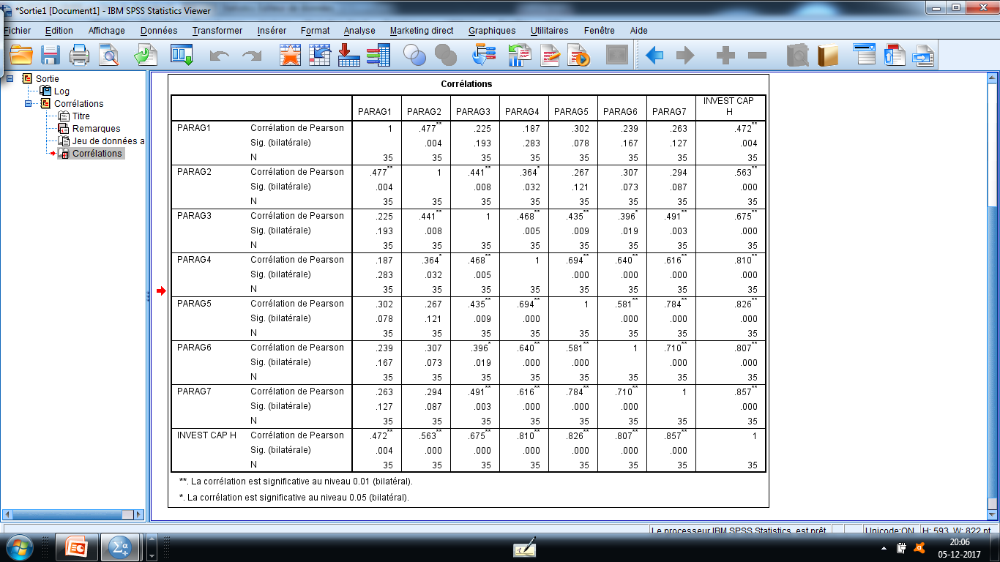 *Sortie1 [Document1] - IBM SPSS Statistics Viewer
Fichier Edition Affichage Données Transformer Insérer Format Analyse Marketing direct Graphiques Utilitaires Fenêtre Aide
Sortie
Log
Corrélations
Titre
Remarques
Jeu de données a
Corrélations
Corrélations
PARAG1 PARAG2 PARAG3 PARAG4 PARAG5 PARAG6 PARAG7 INVEST CAP H
PARAG1 Corrélation de Pearson 1 .477** .225 .187 .302 .239 .263 .472**
Sig. (bilatérale) .004 .193 .283 .078 .167 .127 .004
N 35 35 35 35 35 35 35 35
PARAG2 Corrélation de Pearson .477** 1 .441** .364* .267 .307 .294 .563**
Sig. (bilatérale) .004 .008 .032 .121 .073 .087 .000
N 35 35 35 35 35 35 35 35
PARAG3 Corrélation de Pearson .225 .441** 1 .468** .435** .396* .491** .675**
Sig. (bilatérale) .193 .008 .005 .009 .019 .003 .000
N 35 35 35 35 35 35 35 35
PARAG4 Corrélation de Pearson .187 .364* .468** 1 .694** .640** .616** .810**
Sig. (bilatérale) .283 .032 .005 .000 .000 .000 .000
N 35 35 35 35 35 35 35 35
PARAG5 Corrélation de Pearson .302 .267 .435** .694** 1 .581** .784** .826**
Sig. (bilatérale) .078 .121 .009 .000 .000 .000 .000
N 35 35 35 35 35 35 35 35
PARAG6 Corrélation de Pearson .239 .307 .396* .640** .581** 1 .710** .807**
Sig. (bilatérale) .167 .073 .019 .000 .000 .000 .000
N 35 35 35 35 35 35 35 35
PARAG7 Corrélation de Pearson .263 .294 .491** .616** .784** .710** 1 .857**
Sig. (bilatérale) .127 .087 .003 .000 .000 .000 .000
N 35 35 35 35 35 35 35 35
INVEST CAP H Corrélation de Pearson .472** .563** .675** .810** .826** .807** .857** 1
Sig. (bilatérale) .004 .000 .000 .000 .000 .000 .000
N 35 35 35 35 35 35 35 35
**. La corrélation est significative au niveau 0.01 (bilatéral).
*. La corrélation est significative au niveau 0.05 (bilatéral).
Le processeur IBM SPSS Statistics est prêt Unicode:ON H: 593, W: 822 pt.
20:06
05-12-2017